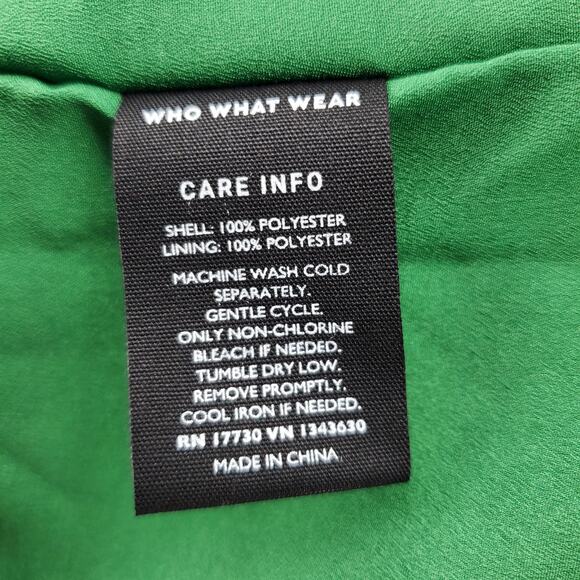 WHO WHAT WEAR
CARE INFO
SHELL: 100% POLYESTER
LINING: 100% POLYESTER
MACHINE WASH COLD
SEPARATELY.
GENTLE CYCLE.
ONLY NON-CHLORINE
BLEACH IF NEEDED.
TUMBLE DRY LOW.
REMOVE PROMPTLY.
COOL IRON IF NEEDED.
RN 17730 VN 1343630
MADE IN CHINA